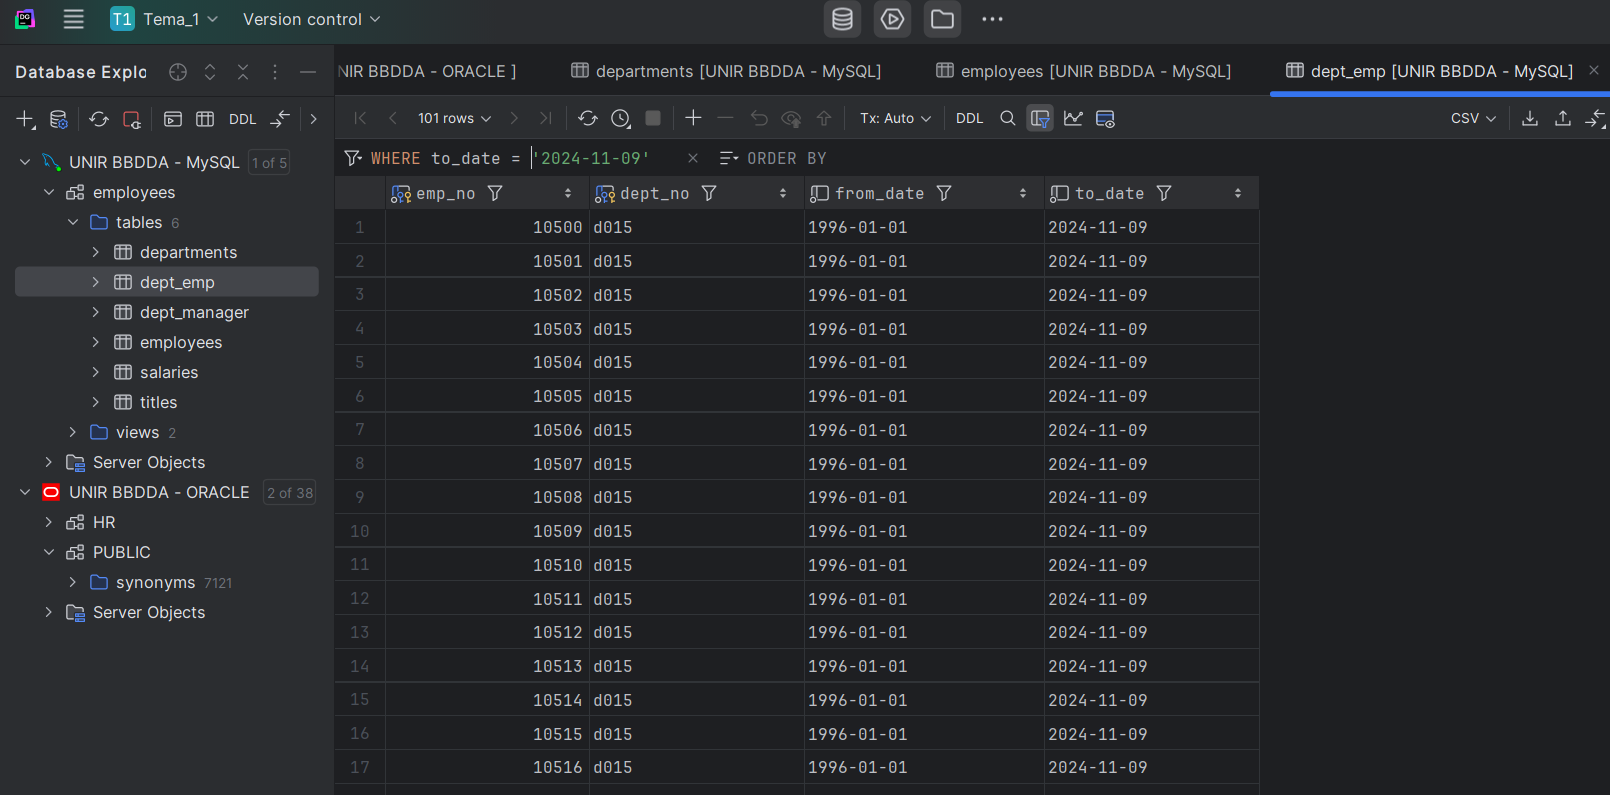 DG
T1 Tema_1 Version control
Database Explo
NIR BBDDA - ORACLE ]
departments [UNIR BBDDA - MySQL]
employees [UNIR BBDDA - MySQL]
dept_emp [UNIR BBDDA - MySQL]
DDL
101 rows
Tx: Auto
DDL
CSV
UNIR BBDDA - MySQL 1 of 5
employees
tables 6
departments
dept_emp
dept_manager
employees
salaries
titles
views 2
Server Objects
UNIR BBDDA - ORACLE 2 of 38
HR
PUBLIC
synonyms 7121
Server Objects
WHERE to_date = '2024-11-09' ORDER BY
emp_no dept_no from_date to_date
1 10500 d015 1996-01-01 2024-11-09
2 10501 d015 1996-01-01 2024-11-09
3 10502 d015 1996-01-01 2024-11-09
4 10503 d015 1996-01-01 2024-11-09
5 10504 d015 1996-01-01 2024-11-09
6 10505 d015 1996-01-01 2024-11-09
7 10506 d015 1996-01-01 2024-11-09
8 10507 d015 1996-01-01 2024-11-09
9 10508 d015 1996-01-01 2024-11-09
10 10509 d015 1996-01-01 2024-11-09
11 10510 d015 1996-01-01 2024-11-09
12 10511 d015 1996-01-01 2024-11-09
13 10512 d015 1996-01-01 2024-11-09
14 10513 d015 1996-01-01 2024-11-09
15 10514 d015 1996-01-01 2024-11-09
16 10515 d015 1996-01-01 2024-11-09
17 10516 d015 1996-01-01 2024-11-09